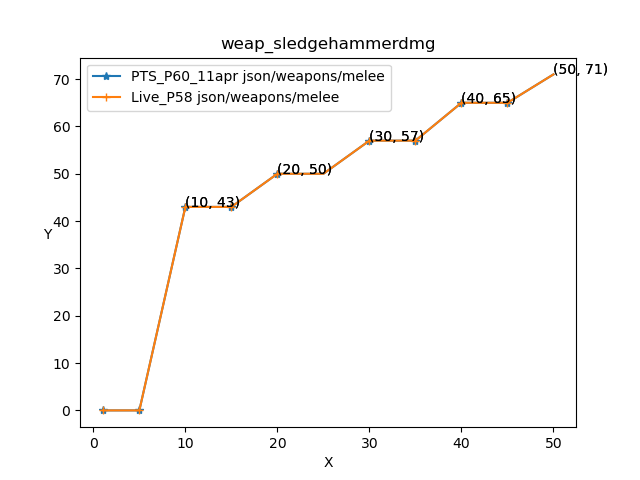 weap_sledgehammerdmg
PTS_P60_11apr json/weapons/melee
Live_P58 json/weapons/melee
(50, 71)
(40, 65)
(30, 57)
(20, 50)
(10, 43)
70
60
50
40
30
20
10
0
Y
0 10 20 30 40 50
X